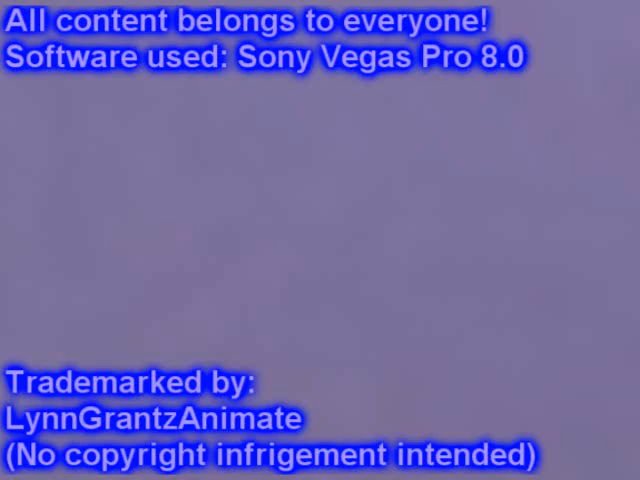 All content belongs to everyone!
Software used: Sony Vegas Pro 8.0
Trademarked by:
LynnGrantzAnimate
(No copyright infrigement intended)